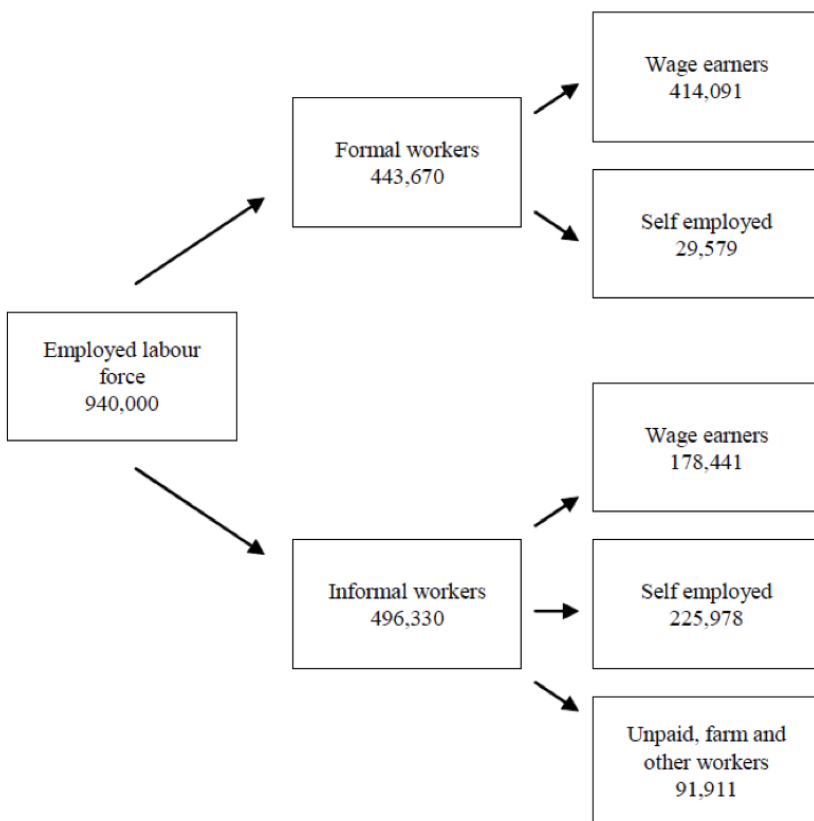 Wage earners
414,091
Formal workers
443,670
Self employed
29,579
Employed labour
force
940,000
Wage earners
178,441
Informal workers
496,330
Self employed
225,978
Unpaid, farm and
other workers
91,911